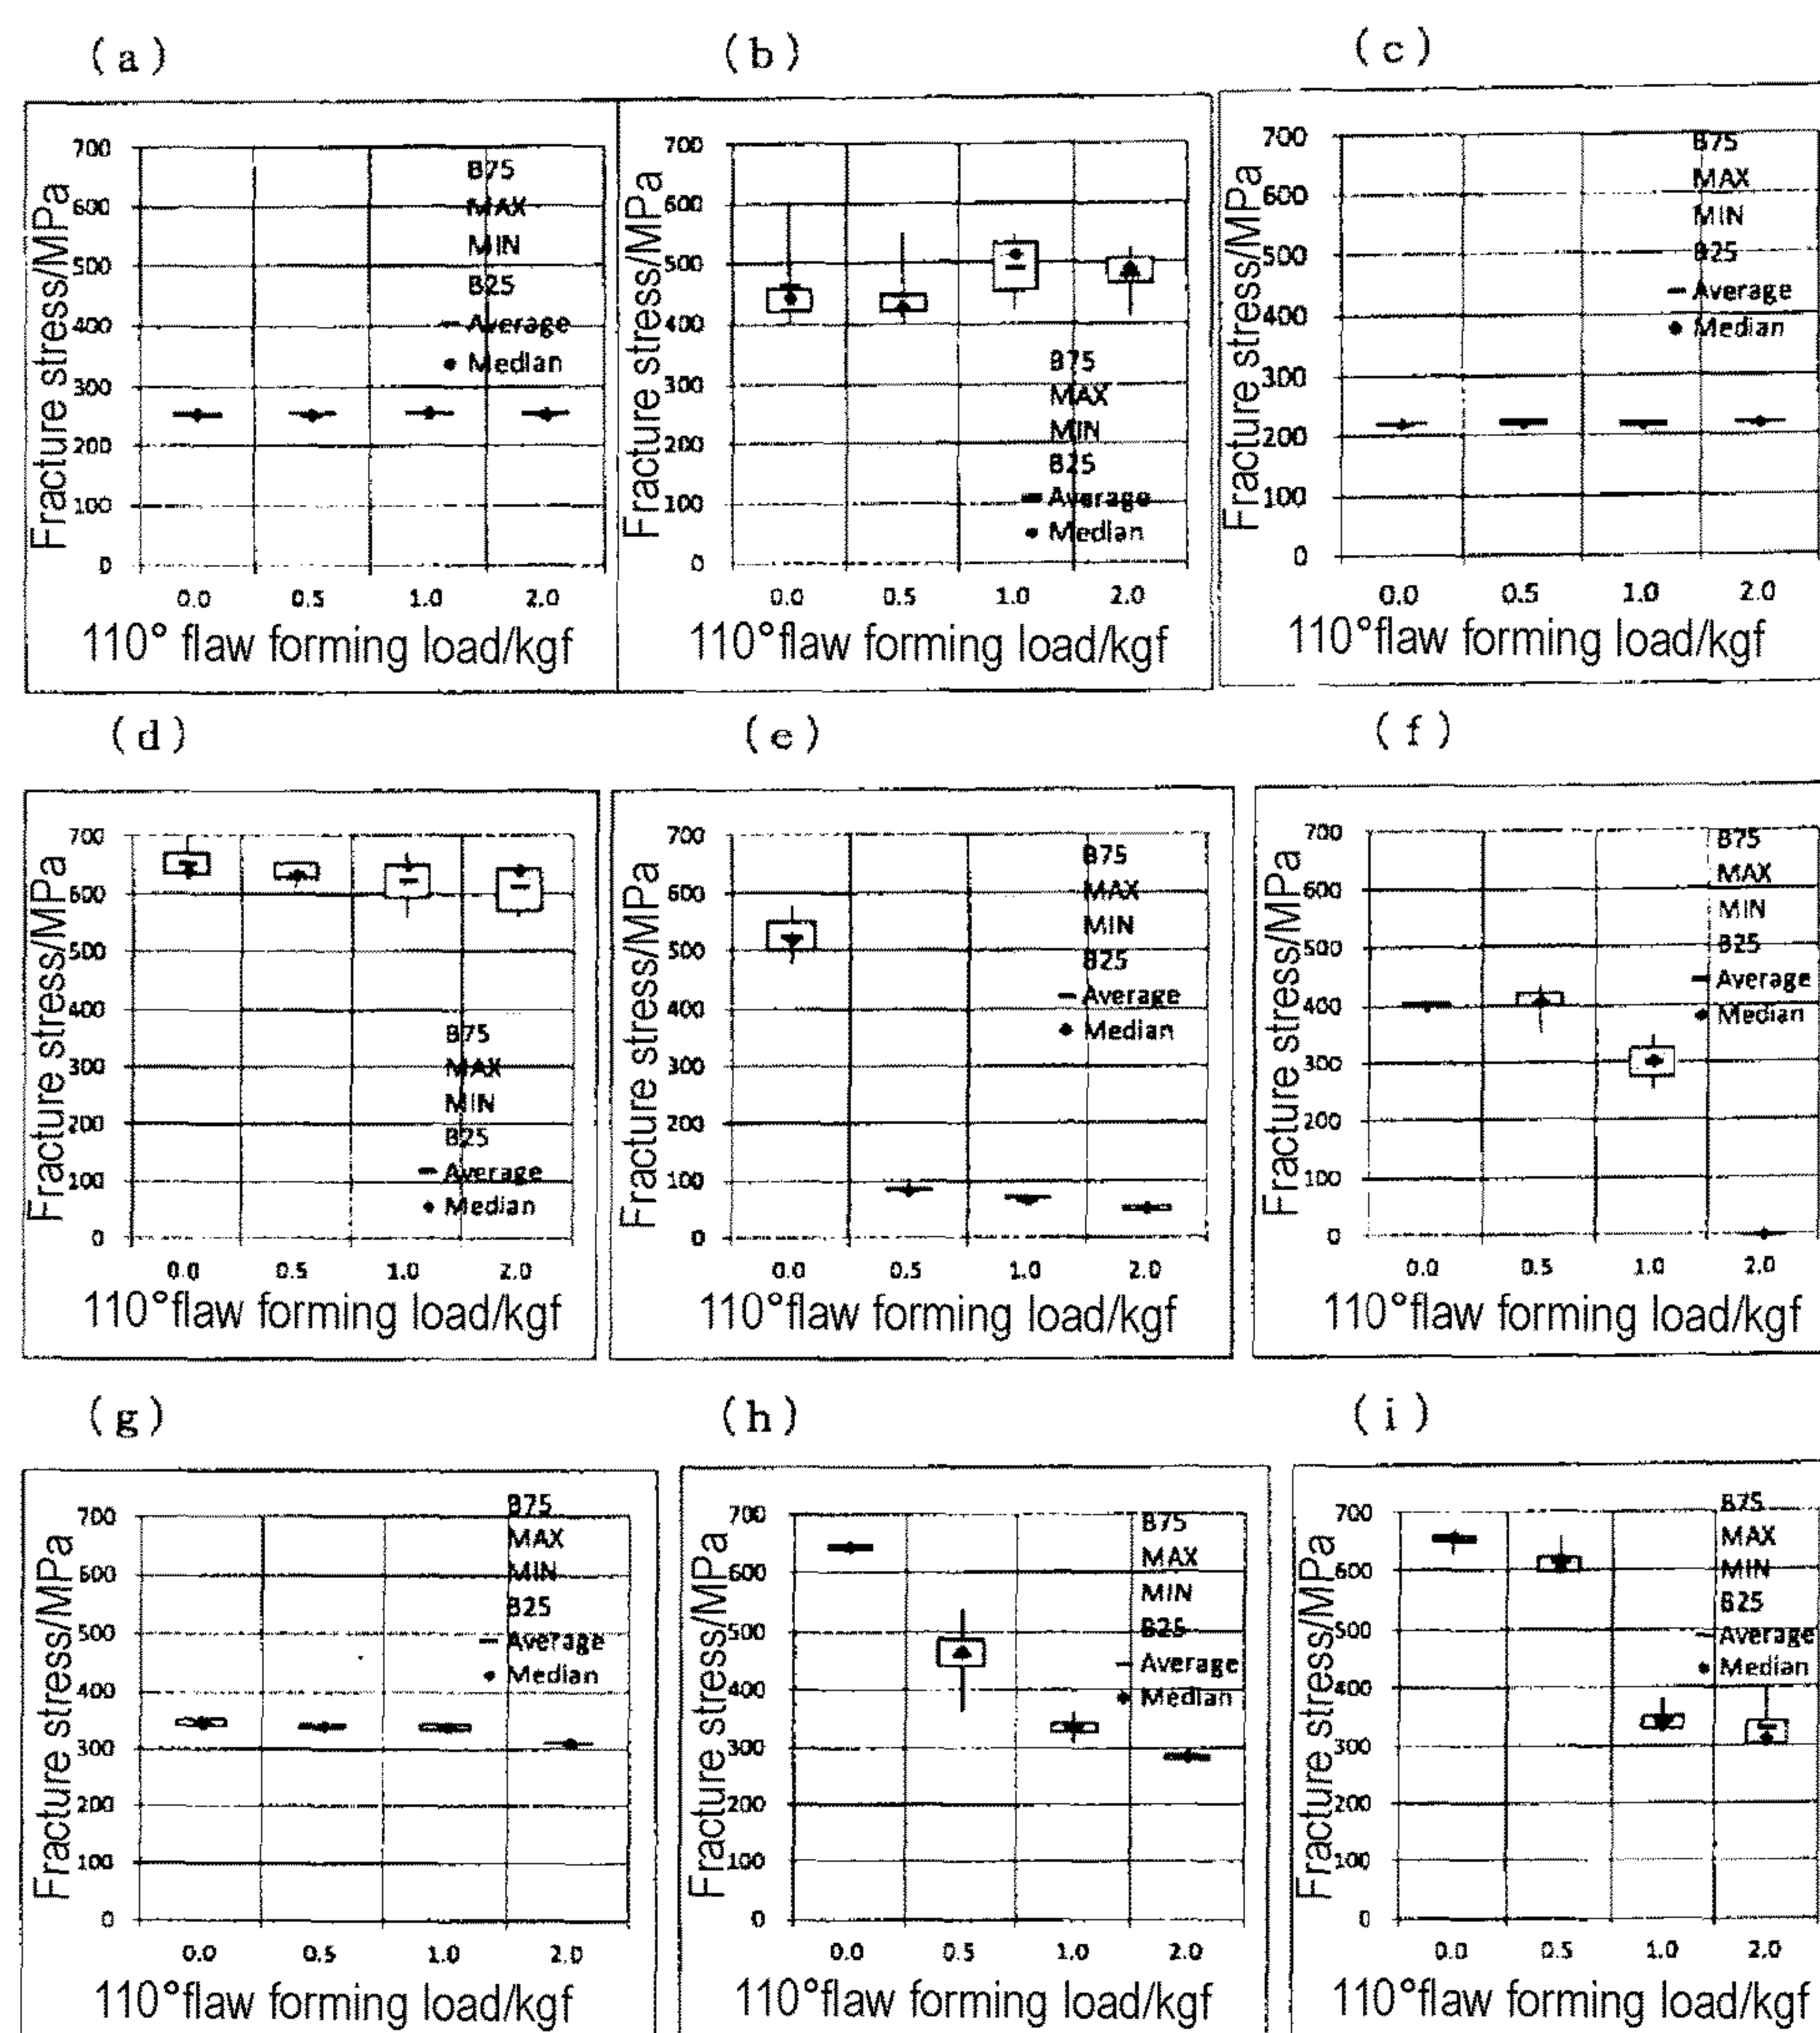 (a)
700
600
500
400
300
200
100
0
Fracture stress/MPa
B75
MAX
MIN
B25
Average
Median
0.0 0.5 1.0 2.0
110° flaw forming load/kgf
(b)
700
600
500
400
300
200
100
0
Fracture stress/MPa
B75
MAX
MIN
B25
Average
Median
0.0 0.5 1.0 2.0
110°flaw forming load/kgf
(c)
700
600
500
400
300
200
100
0
Fracture stress/MPa
B75
MAX
MIN
B25
Average
Median
0.0 0.5 1.0 2.0
110°flaw forming load/kgf
(d)
700
600
500
400
300
200
100
0
Fracture stress/MPa
B75
MAX
MIN
B25
Average
Median
0.0 0.5 1.0 2.0
110°flaw forming load/kgf
(e)
700
600
500
400
300
200
100
0
Fracture stress/MPa
B75
MAX
MIN
B25
Average
Median
0.0 0.5 1.0 2.0
110°flaw forming load/kgf
(f)
700
600
500
400
300
200
100
0
Fracture stress/MPa
B75
MAX
MIN
B25
Average
Median
0.0 0.5 1.0 2.0
110°flaw forming load/kgf
(g)
700
600
500
400
300
200
100
0
Fracture stress/MPa
B75
MAX
MIN
B25
Average
Median
0.0 0.5 1.0 2.0
110°flaw forming load/kgf
(h)
700
600
500
400
300
200
100
0
Fracture stress/MPa
B75
MAX
MIN
B25
Average
Median
0.0 0.5 1.0 2.0
110°flaw forming load/kgf
(i)
700
600
500
400
300
200
100
0
Fracture stress/MPa
B75
MAX
MIN
B25
Average
Median
0.0 0.5 1.0 2.0
110°flaw forming load/kgf